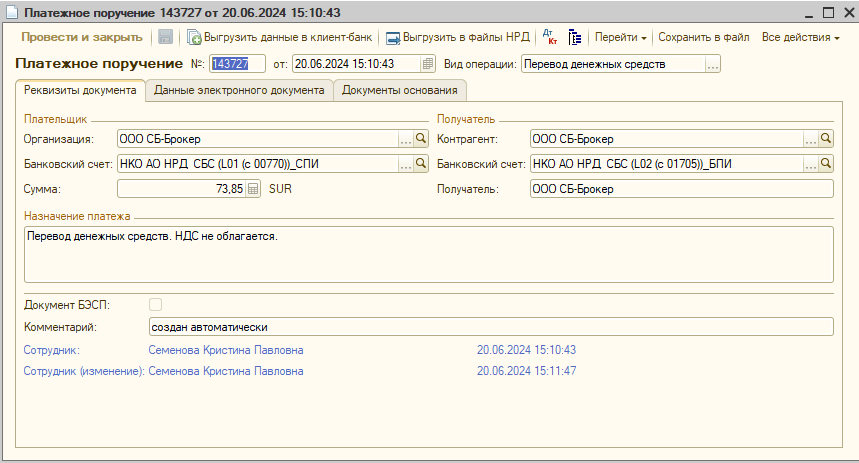 Платежное поручение 143727 от 20.06.2024 15:10:43
Провести и закрыть Выгрузить данные в клиент-банк Выгрузить в файлы НРД Дт Кт Перейти Сохранить в файл Все действия
Платежное поручение №: 143727 от: 20.06.2024 15:10:43 Вид операции: Перевод денежных средств ...
Реквизиты документа Данные электронного документа Документы основания
Плательщик Получатель
Организация: ООО СБ-Брокер ... Контрагент: ООО СБ-Брокер ...
Банковский счет: НКО АО НРД_СБС (L01 (с 00770))_СПИ ... Банковский счет: НКО АО НРД_СБС (L02 (с 01705))_БПИ ...
Сумма: 73,85 SUR Получатель: ООО СБ-Брокер
Назначение платежа
Перевод денежных средств. НДС не облагается.
Документ БЭСП:
Комментарий: создан автоматически
Сотрудник: Семенова Кристина Павловна 20.06.2024 15:10:43
Сотрудник (изменение): Семенова Кристина Павловна 20.06.2024 15:11:47